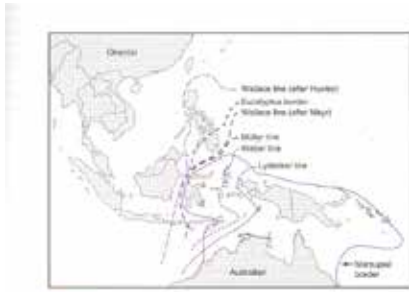 Oriental
Wallace line (after Huxley)
Eucalyptus border
Wallace line (after Mayr)
Müller line
Weber line
Lydekker line
Australian
Marsupial
border